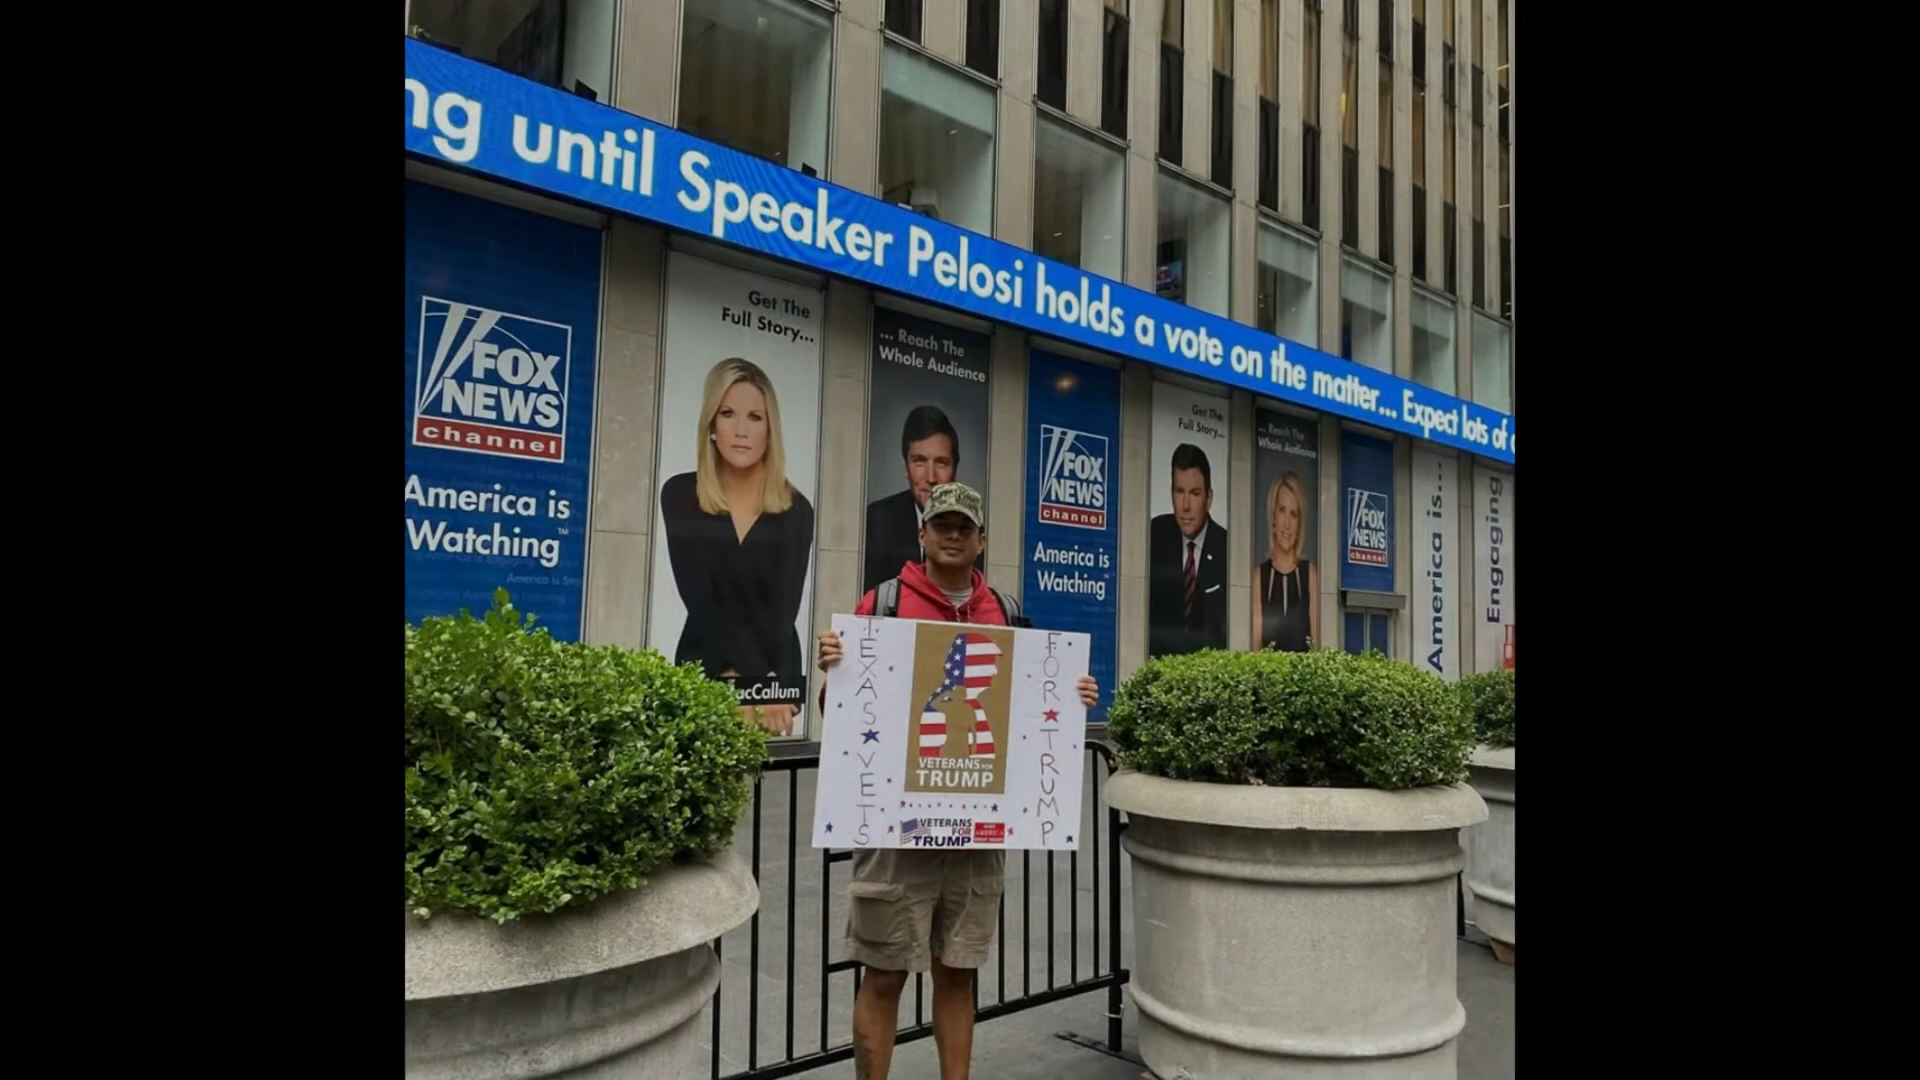 ng until Speaker Pelosi holds a vote on the matter... Expect lots of
FOX
NEWS
channel
America is
Watching™
Get The
Full Story...
acCallum
... Reach The
Whole Audience
FOX
NEWS
channel
America is
Watching
Get The
Full Story...
... Reach The
Whole Audience
FOX
NEWS
channel
America is...
Engaging
TEXAS VETS
VETERANS FOR
TRUMP
VETERANS
FOR
TRUMP
FOR TRUMP